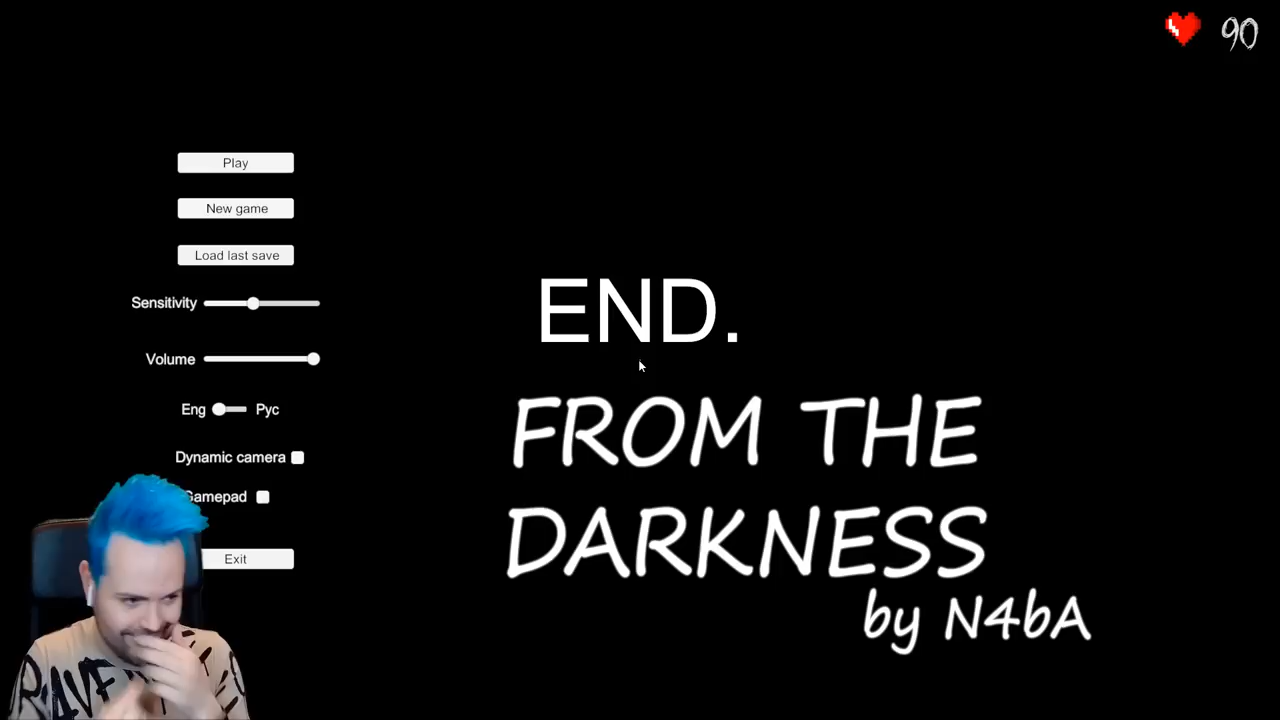 90
Play
New game
Load last save
Sensitivity
Volume
Eng Рус
Dynamic camera
Gamepad
Exit
END.
FROM THE
DARKNESS
by N4bA